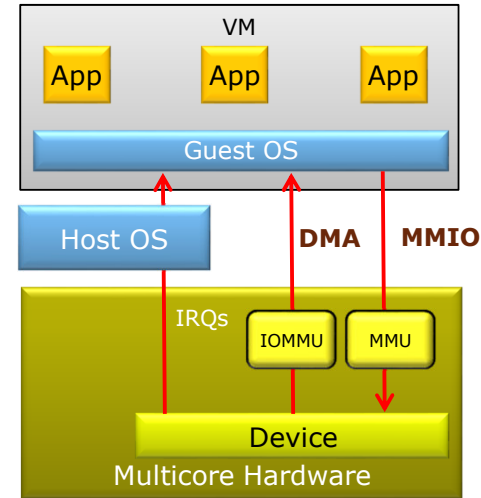 VM
App
App
App
Guest OS
Host OS
DMA
MMIO
IRQs
IOMMU
MMU
Device
Multicore Hardware